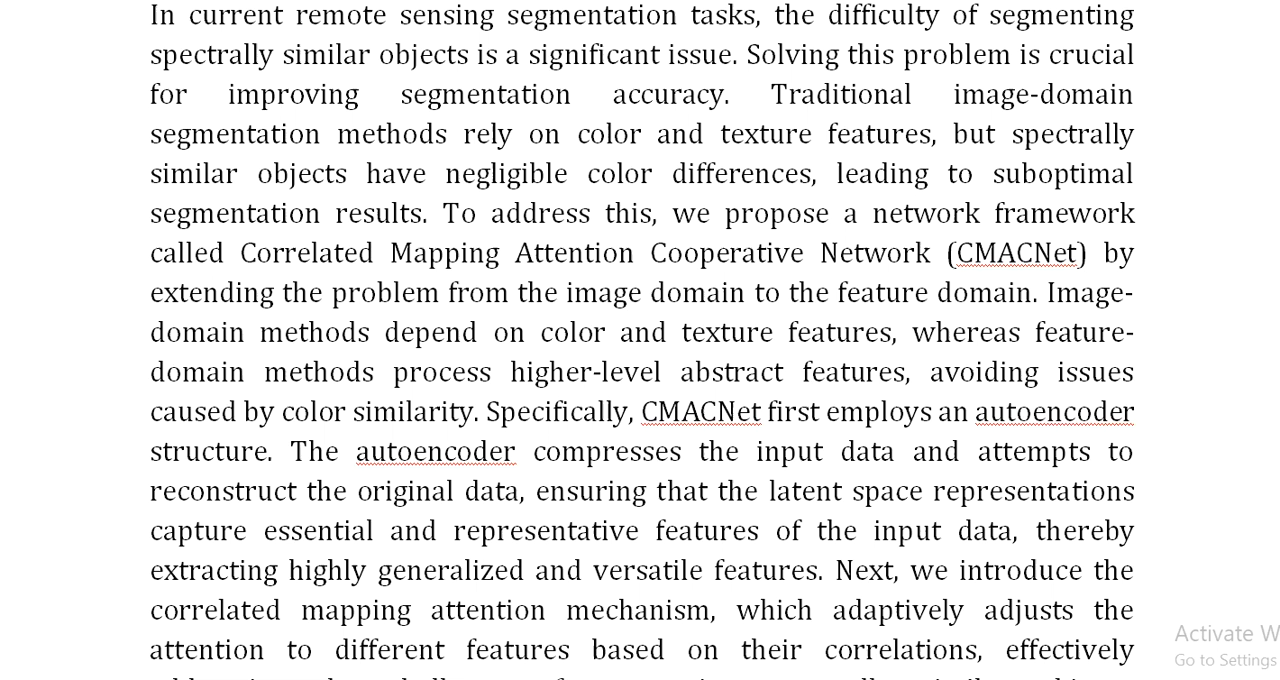 In current remote sensing segmentation tasks, the difficulty of segmenting
spectrally similar objects is a significant issue. Solving this problem is crucial
for improving segmentation accuracy. Traditional image-domain
segmentation methods rely on color and texture features, but spectrally
similar objects have negligible color differences, leading to suboptimal
segmentation results. To address this, we propose a network framework
called Correlated Mapping Attention Cooperative Network (CMACNet) by
extending the problem from the image domain to the feature domain. Image-
domain methods depend on color and texture features, whereas feature-
domain methods process higher-level abstract features, avoiding issues
caused by color similarity. Specifically, CMACNet first employs an autoencoder
structure. The autoencoder compresses the input data and attempts to
reconstruct the original data, ensuring that the latent space representations
capture essential and representative features of the input data, thereby
extracting highly generalized and versatile features. Next, we introduce the
correlated mapping attention mechanism, which adaptively adjusts the
attention to different features based on their correlations, effectively
Activate W
Go to Settings